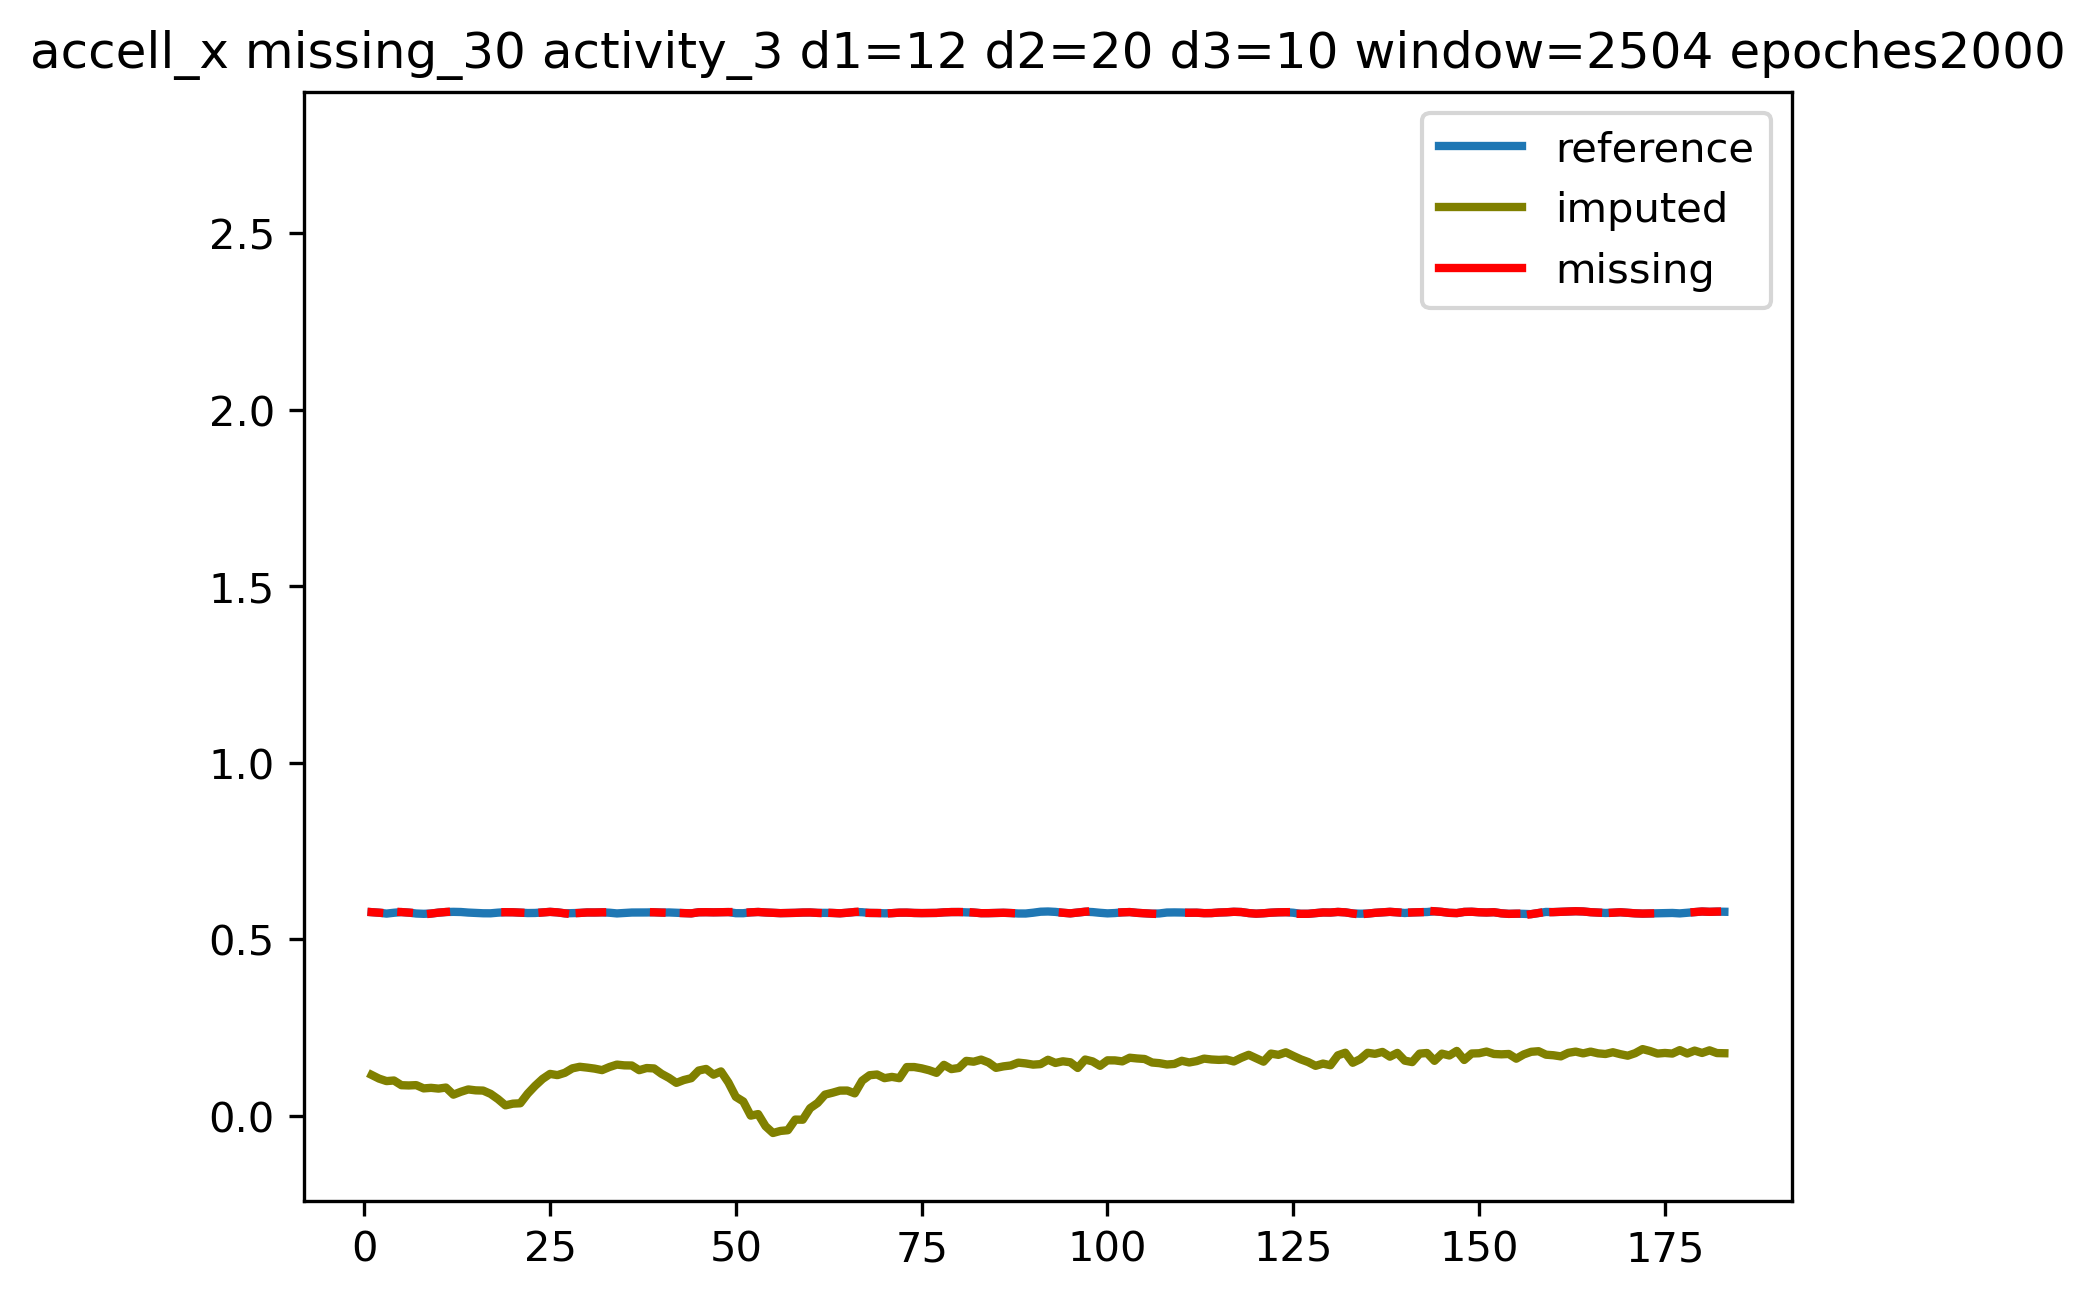 accell_x missing_30 activity_3 d1=12 d2=20 d3=10 window=2504 epoches2000
reference
imputed
missing
2.5
2.0
1.5
1.0
0.5
0.0
0 25 50 75 100 125 150 175